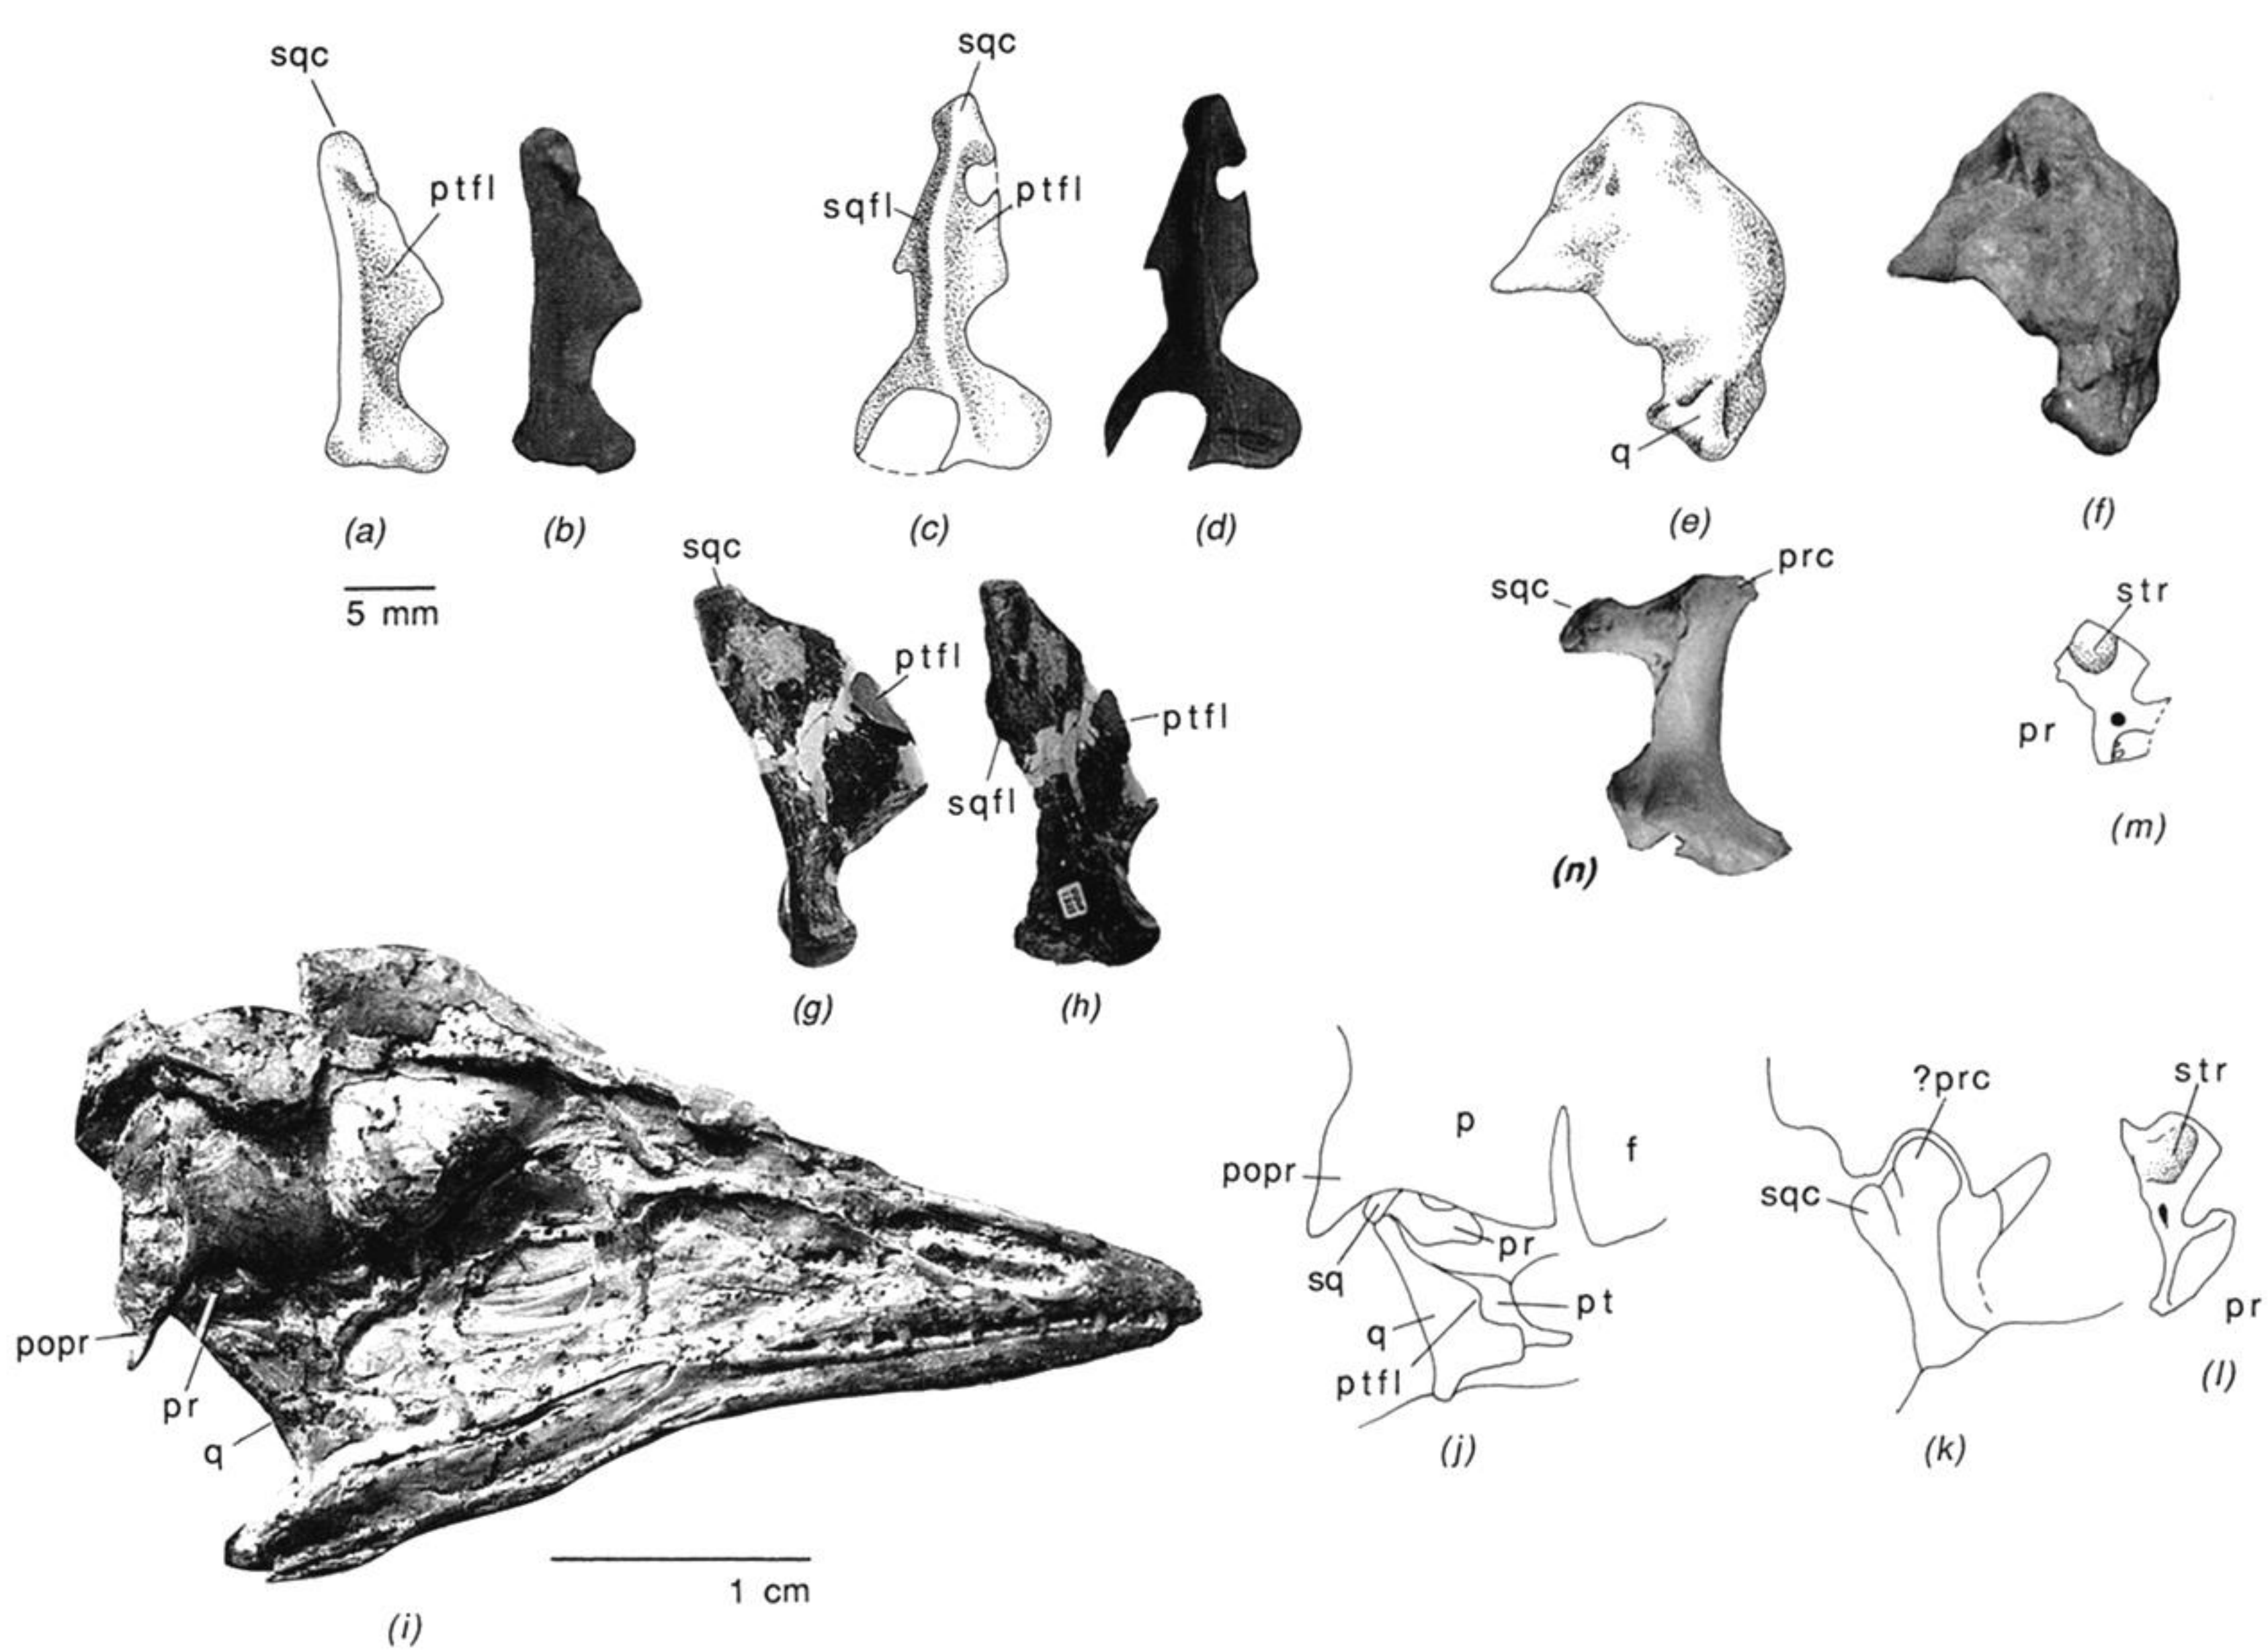 sqc
ptfl
(a)
(b)
5 mm
sqc
sqfl
ptfl
(c)
(d)
q
(e)
(f)
sqc
ptfl
(g)
sqfl
ptfl
(h)
sqc
prc
(n)
str
pr
(m)
popr
pr
q
1 cm
(i)
p
f
popr
pr
sq
pt
q
ptfl
(j)
?prc
sqc
(k)
str
pr
(l)